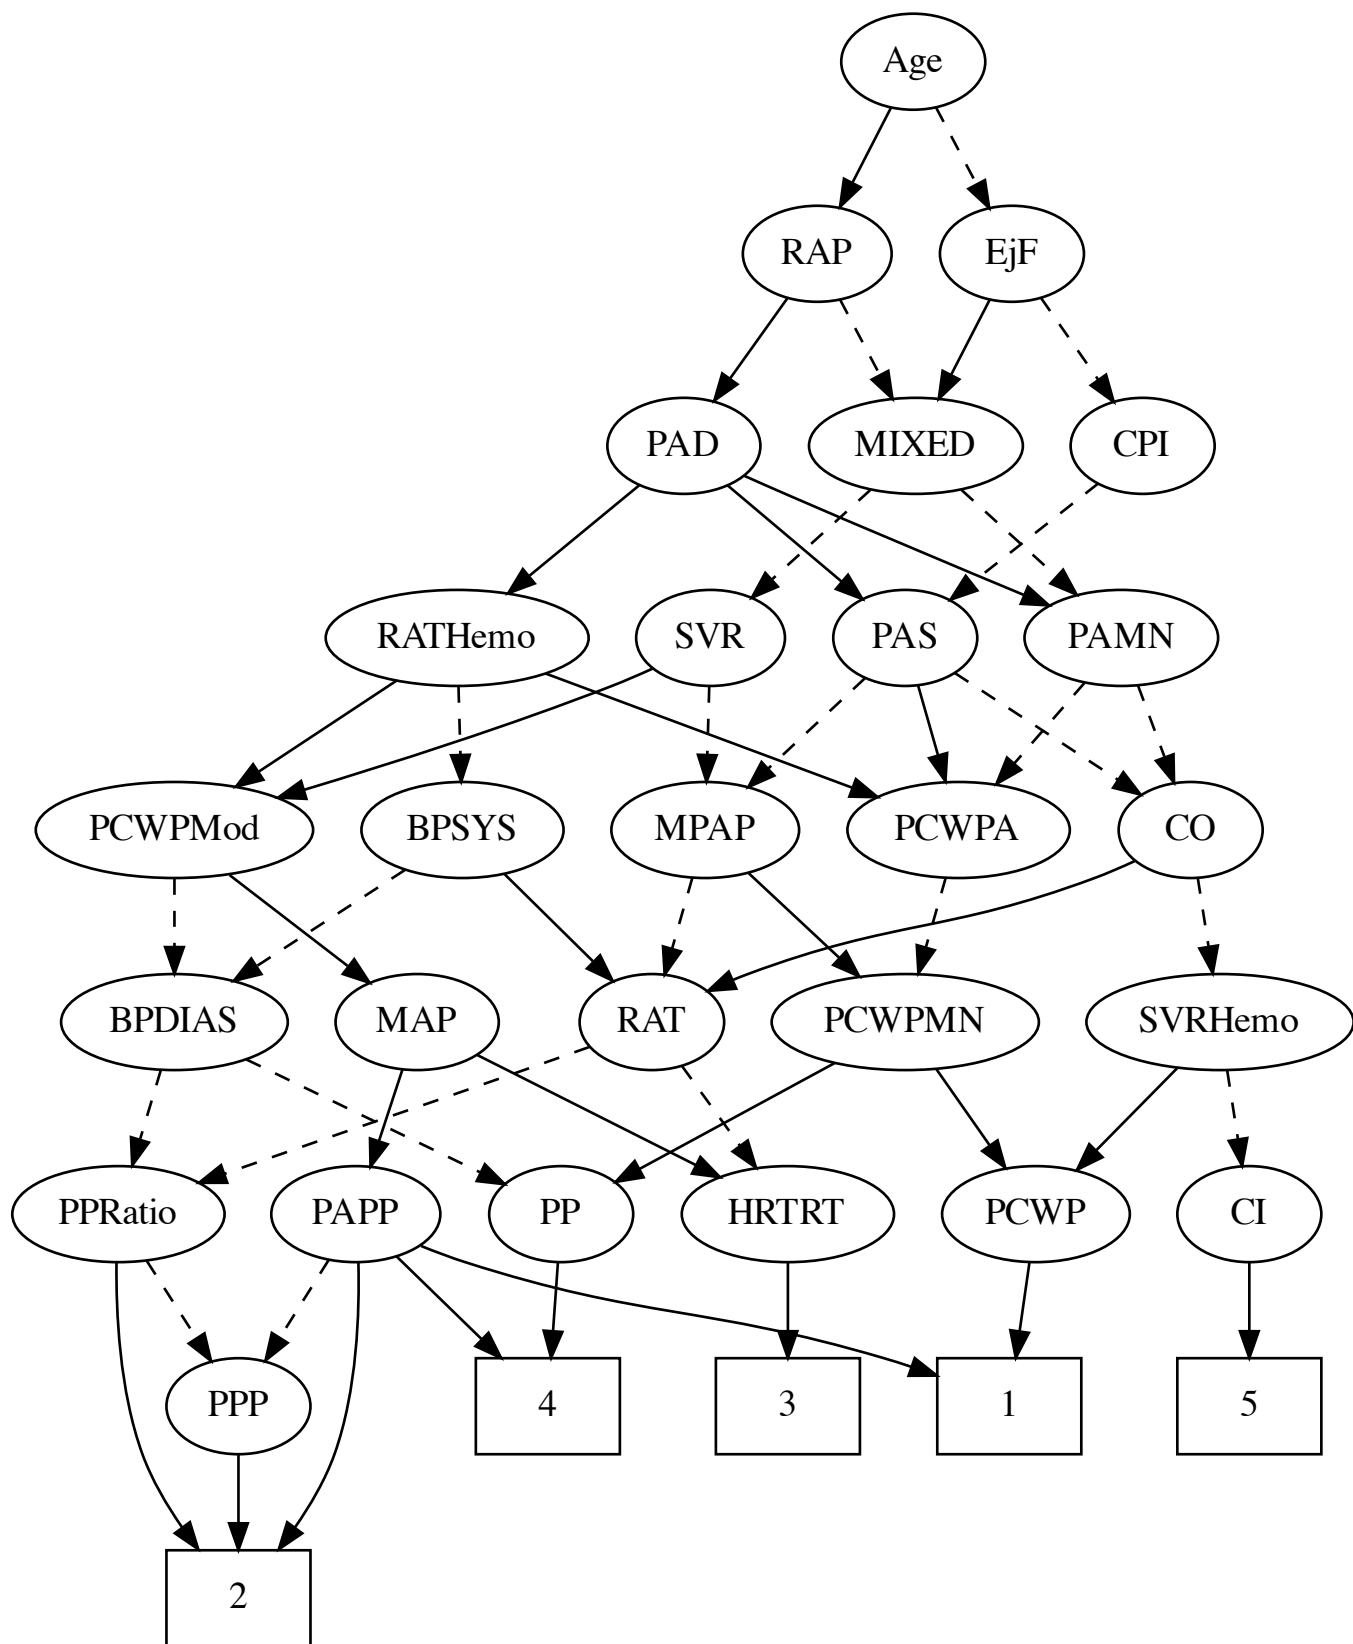 Age
RAP
EjF
PAD
MIXED
CPI
RATHemo
SVR
PAS
PAMN
PCWPMod
BPSYS
MPAP
PCWPA
CO
BPDIAS
MAP
RAT
PCWPMN
SVRHemo
PPRatio
PAPP
PP
HRTRT
PCWP
CI
PPP
4
3
1
5
2